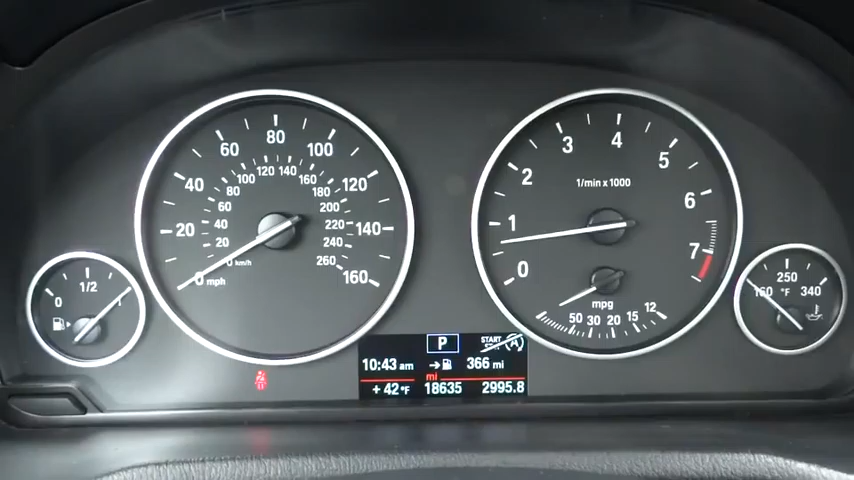 20 40 60 80 100 120 140 160
20 40 60 80 100 120 140 160 180 200 220 240 260
0 km/h
0 mph
0 1 2 3 4 5 6 7
1/min x 1000
mpg
50 30 20 15 12
0 1/2 1
160 250 340
°F
P START
10:43 am 366 mi
mi
+ 42 °F 18635 2995.8